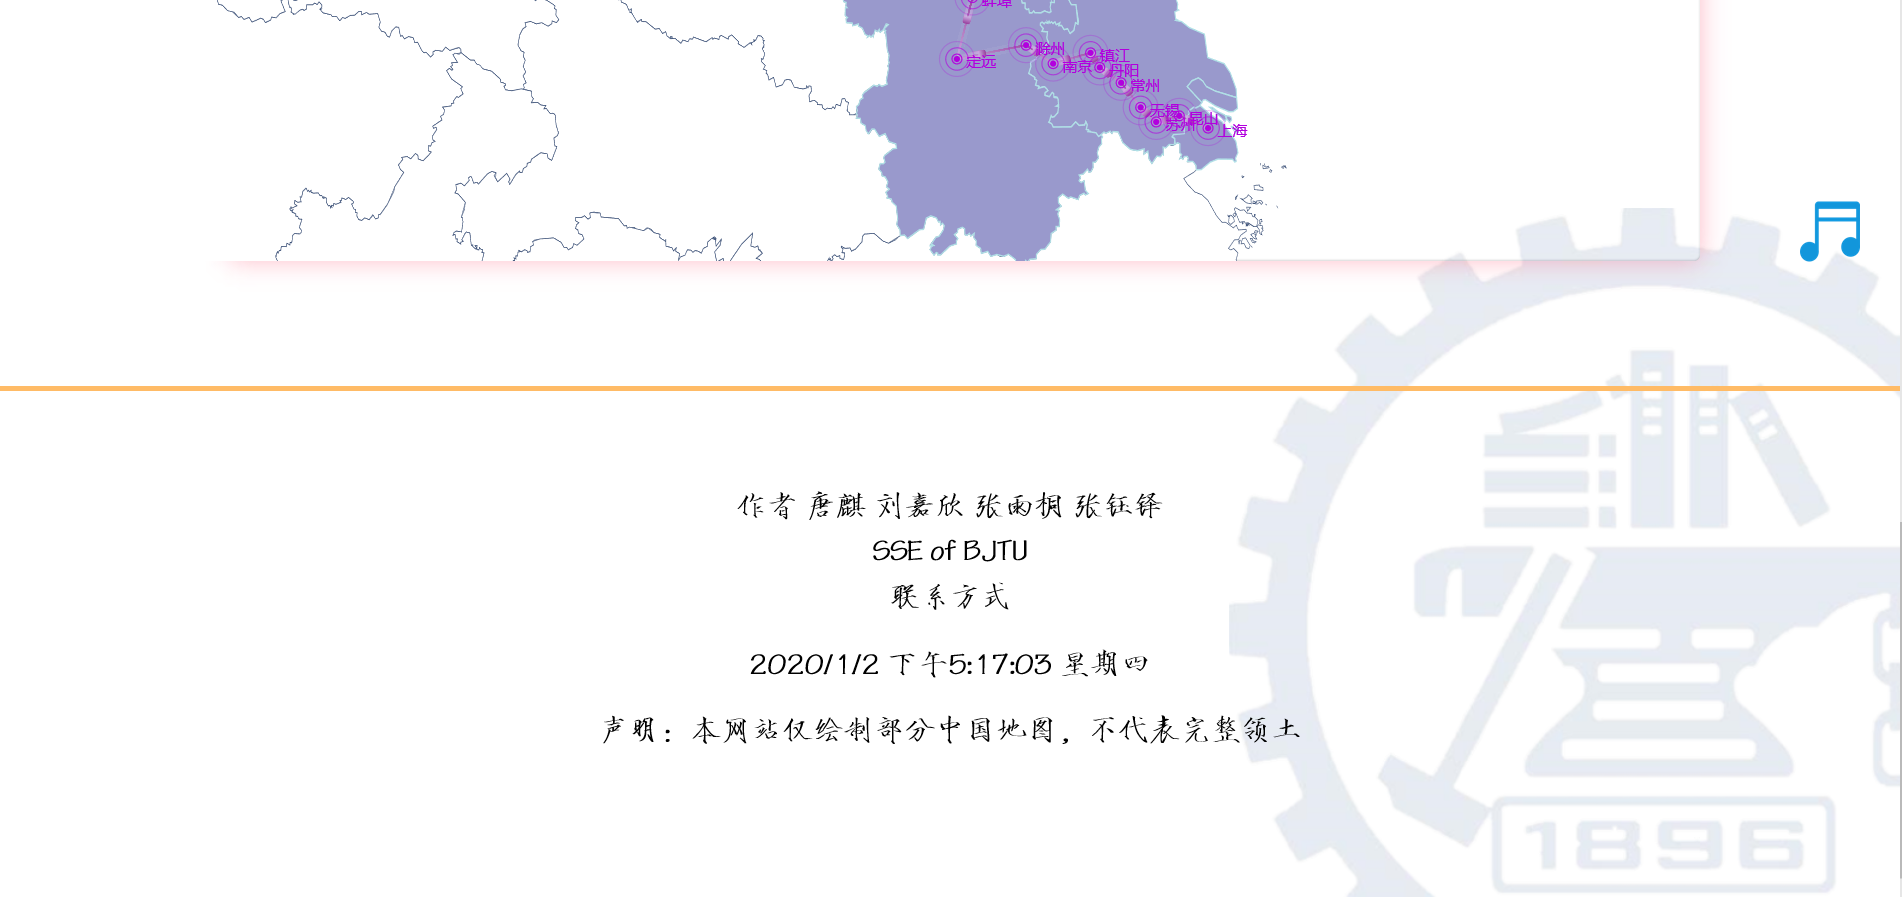 蚌埠
滁州
镇江
定远
南京
丹阳
常州
无锡
昆山
苏州
上海
作者 唐麒 刘嘉欣 张雨桐 张钰铎
SSE of BJTU
联系方式
2020/1/2 下午5:17:03 星期四
声明：本网站仅绘制部分中国地图，不代表完整领土
1896